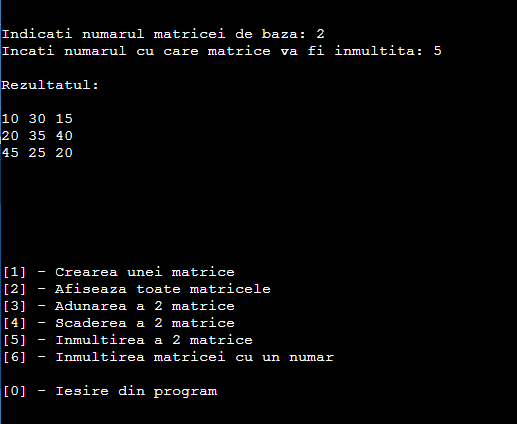 Indicati numarul matricei de baza: 2
Incati numarul cu care matrice va fi inmultita: 5
Rezultatul:
10 30 15
20 35 40
45 25 20
[1] - Crearea unei matrice
[2] - Afiseaza toate matricele
[3] - Adunarea a 2 matrice
[4] - Scaderea a 2 matrice
[5] - Inmultirea a 2 matrice
[6] - Inmultirea matricei cu un numar
[0] - Iesire din program